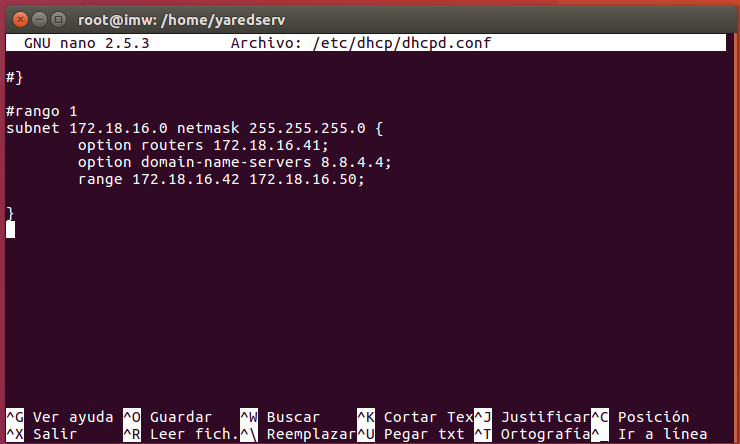 root@imw: /home/yaredserv
GNU nano 2.5.3 Archivo: /etc/dhcp/dhcpd.conf
#}
#rango 1
subnet 172.18.16.0 netmask 255.255.255.0 {
option routers 172.18.16.41;
option domain-name-servers 8.8.4.4;
range 172.18.16.42 172.18.16.50;
}
^G Ver ayuda ^O Guardar ^W Buscar ^K Cortar Tex^J Justificar^C Posición
^X Salir ^R Leer fich.^\ Reemplazar^U Pegar txt ^T Ortografía^_ Ir a línea